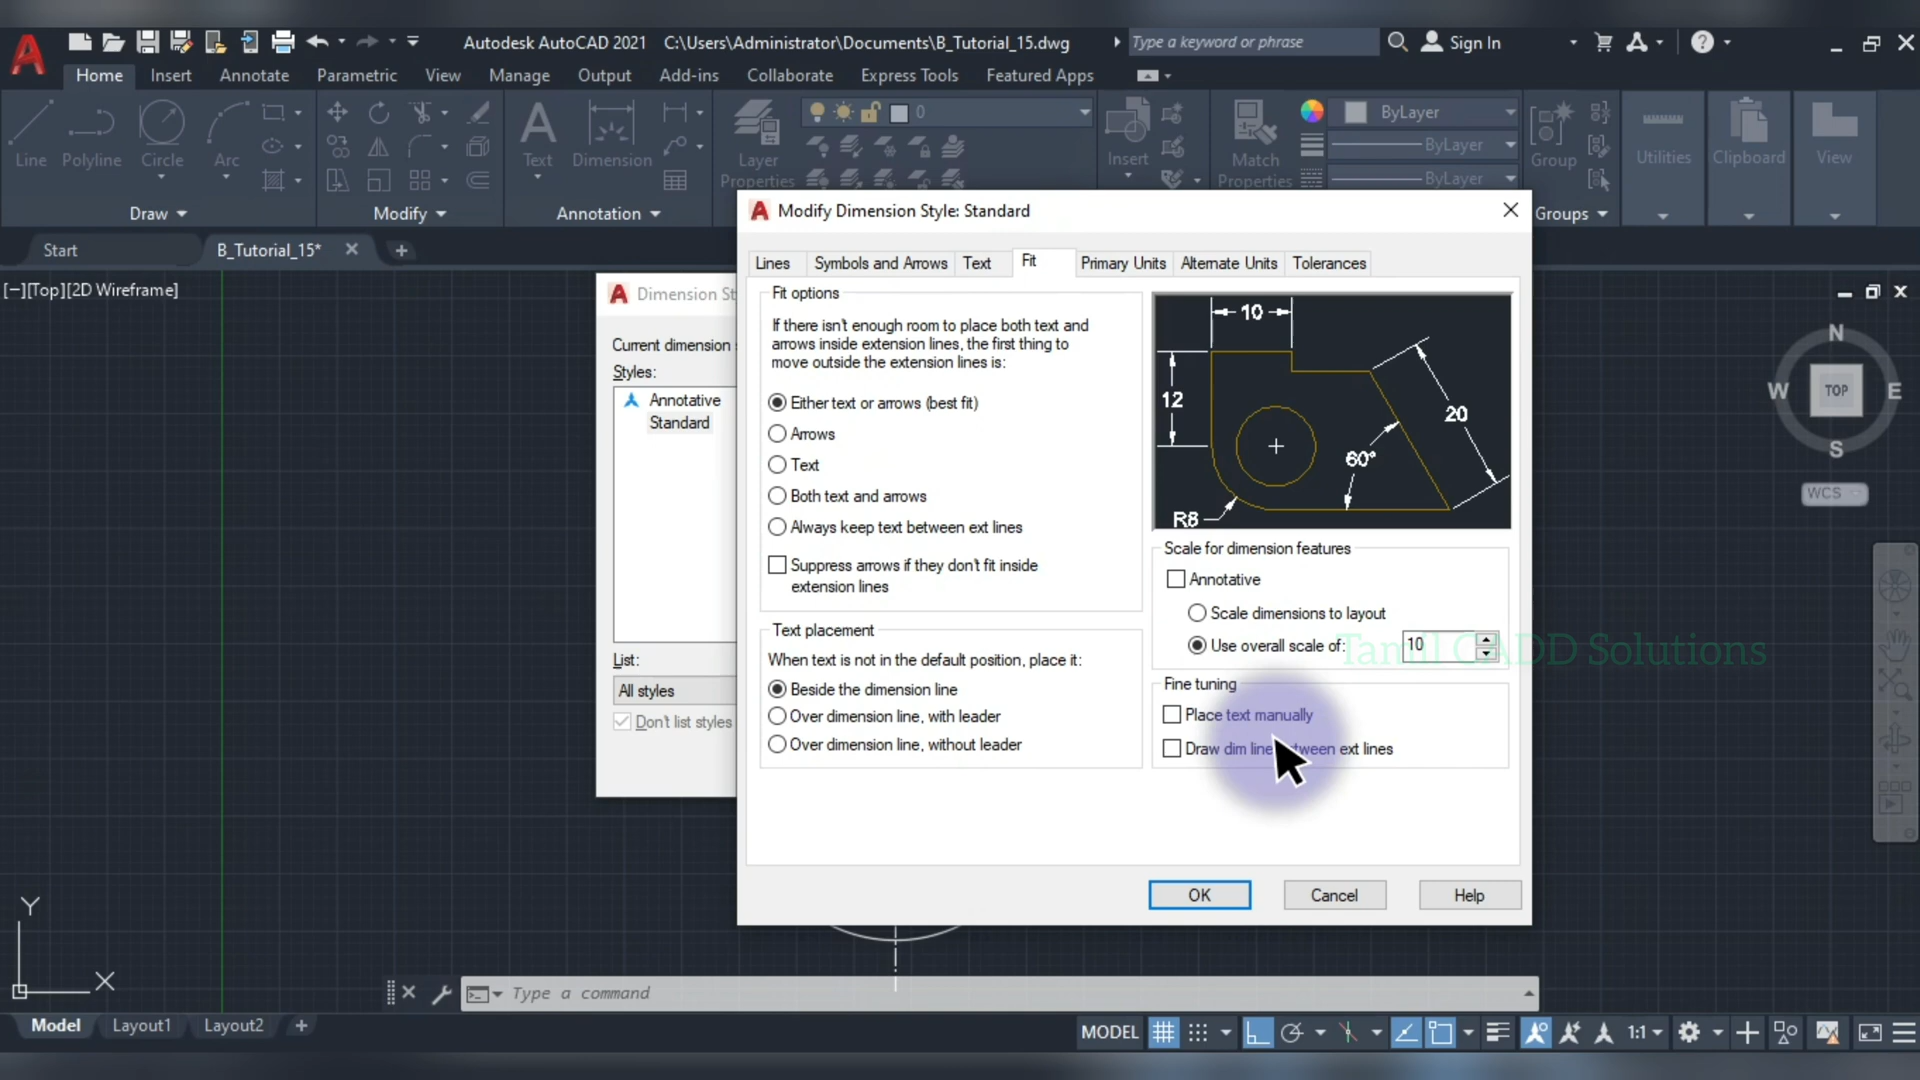 Autodesk AutoCAD 2021 C:\Users\Administrator\Documents\B_Tutorial_15.dwg
Type a keyword or phrase
Sign In
Home Insert Annotate Parametric View Manage Output Add-ins Collaborate Express Tools Featured Apps
0
ByLayer
ByLayer
ByLayer
Line Polyline Circle Arc
Text Dimension
Layer
Properties
Insert
Match
Properties
Group
Utilities
Clipboard
View
Draw
Modify
Annotation
Groups
Start
B_Tutorial_15*
[−][Top][2D Wireframe]
N
W TOP E
S
WCS
Dimension St
Current dimension
Styles:
Annotative
Standard
List:
All styles
Don't list styles
Modify Dimension Style: Standard
Lines Symbols and Arrows Text Fit Primary Units Alternate Units Tolerances
Fit options
If there isn't enough room to place both text and
arrows inside extension lines, the first thing to
move outside the extension lines is:
Either text or arrows (best fit)
Arrows
Text
Both text and arrows
Always keep text between ext lines
Suppress arrows if they don't fit inside
extension lines
Text placement
When text is not in the default position, place it:
Beside the dimension line
Over dimension line, with leader
Over dimension line, without leader
10
12
20
60°
R8
Scale for dimension features
Annotative
Scale dimensions to layout
Use overall scale of:
10
Tamil CADD Solutions
Fine tuning
Place text manually
Draw dim line between ext lines
OK
Cancel
Help
Y
X
Type a command
Model Layout1 Layout2
MODEL
1:1